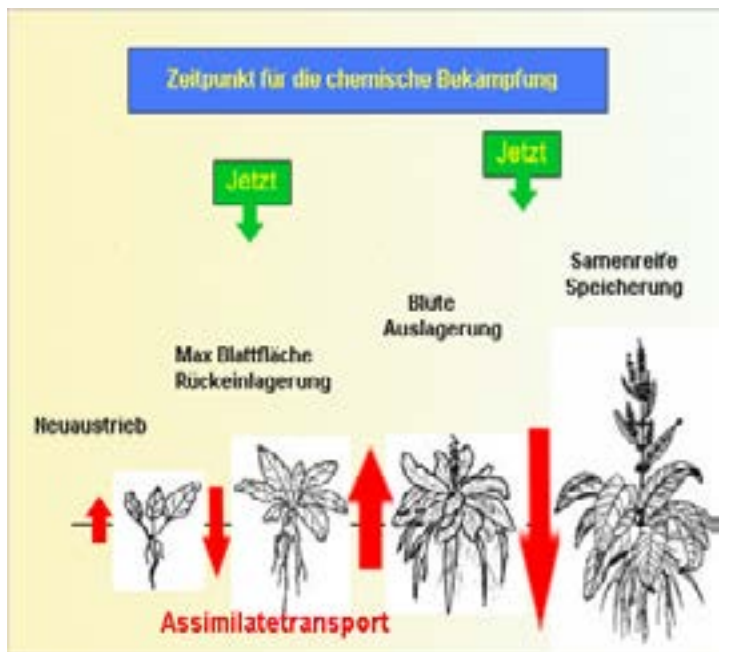 Zeitpunkt für die chemische Bekämpfung
Jetzt
Jetzt
Samenreife
Speicherung
Blüte
Auslagerung
Max Blattfläche
Rückeinlagerung
Neuaustrieb
Assimilatetransport